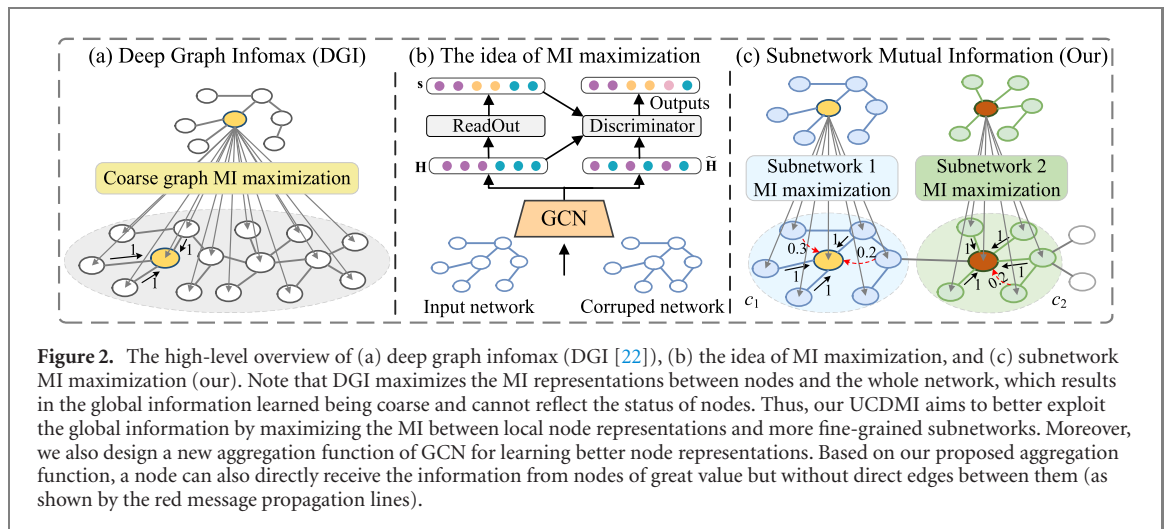 (a) Deep Graph Infomax (DGI)
Coarse graph MI maximization
1
1
1
(b) The idea of MI maximization
s
Outputs
ReadOut
Discriminator
H
H̃
GCN
Input network
Corruped network
(c) Subnetwork Mutual Information (Our)
Subnetwork 1
MI maximization
Subnetwork 2
MI maximization
0.3
1
0.2
1
1
c₁
1
1
1
1
0.2
c₂
Figure 2. The high-level overview of (a) deep graph infomax (DGI [22]), (b) the idea of MI maximization, and (c) subnetwork
MI maximization (our). Note that DGI maximizes the MI representations between nodes and the whole network, which results
in the global information learned being coarse and cannot reflect the status of nodes. Thus, our UCDMI aims to better exploit
the global information by maximizing the MI between local node representations and more fine-grained subnetworks. Moreover,
we also design a new aggregation function of GCN for learning better node representations. Based on our proposed aggregation
function, a node can also directly receive the information from nodes of great value but without direct edges between them (as
shown by the red message propagation lines).